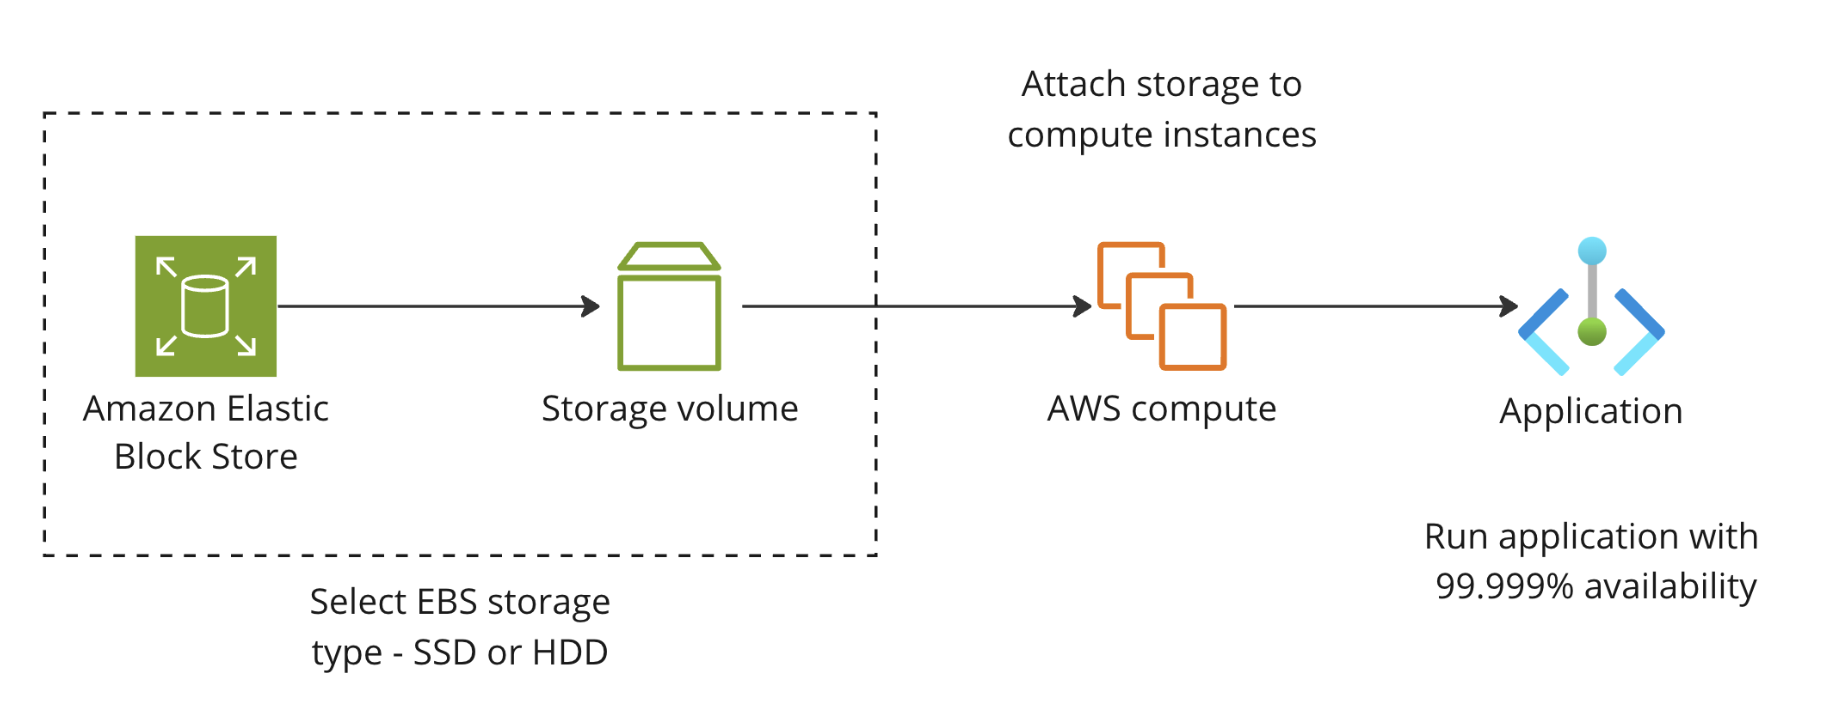 Attach storage to
compute instances
Amazon Elastic
Block Store
Storage volume
AWS compute
Application
Select EBS storage
type - SSD or HDD
Run application with
99.999% availability